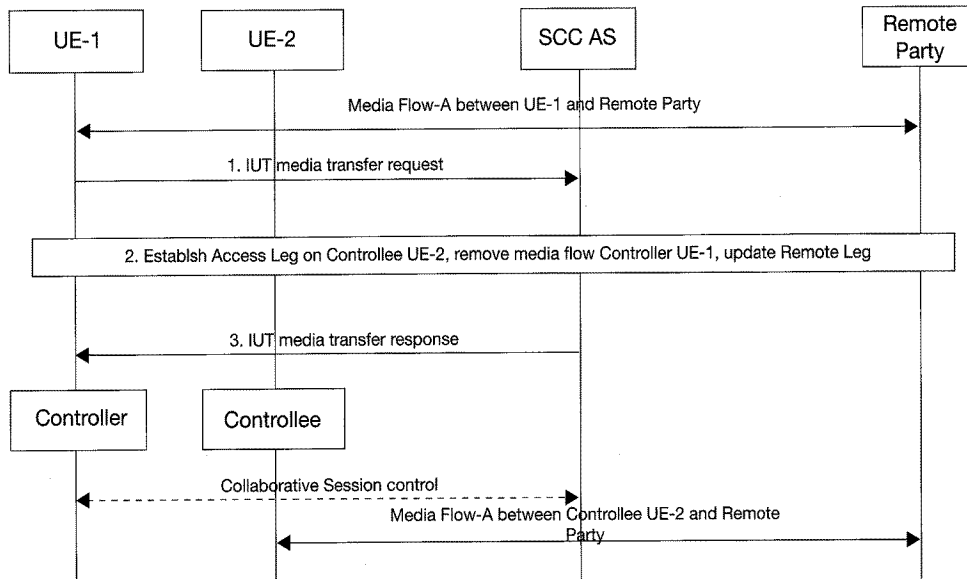 UE-1
UE-2
SCC AS
Remote
Party
Media Flow-A between UE-1 and Remote Party
1. IUT media transfer request
2. Establsh Access Leg on Controllee UE-2, remove media flow Controller UE-1, update Remote Leg
3. IUT media transfer response
Controller
Controllee
Collaborative Session control
Media Flow-A between Controllee UE-2 and Remote
Party